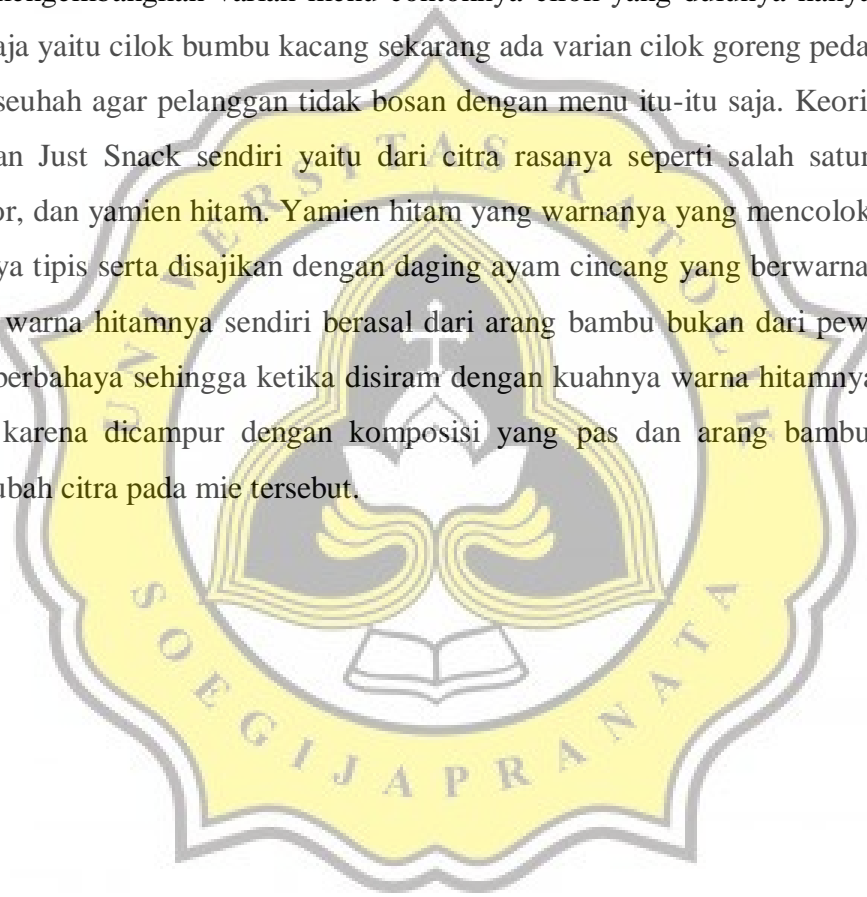 mengembangkan varian menu contohnya cilok yang dulunya hanya
aja yaitu cilok bumbu kacang sekarang ada varian cilok goreng peda
seuhah agar pelanggan tidak bosan dengan menu itu-itu saja. Keori
an Just Snack sendiri yaitu dari citra rasanya seperti salah satun
or, dan yamien hitam. Yamien hitam yang warnanya yang mencolok
ya tipis serta disajikan dengan daging ayam cincang yang berwarna
warna hitamnya sendiri berasal dari arang bambu bukan dari pew
berbahaya sehingga ketika disiram dengan kuahnya warna hitamnya
karena dicampur dengan komposisi yang pas dan arang bambu
ubah citra pada mie tersebut.
UNIVERSITAS KATOLIK
SOEGIJAPRANATA